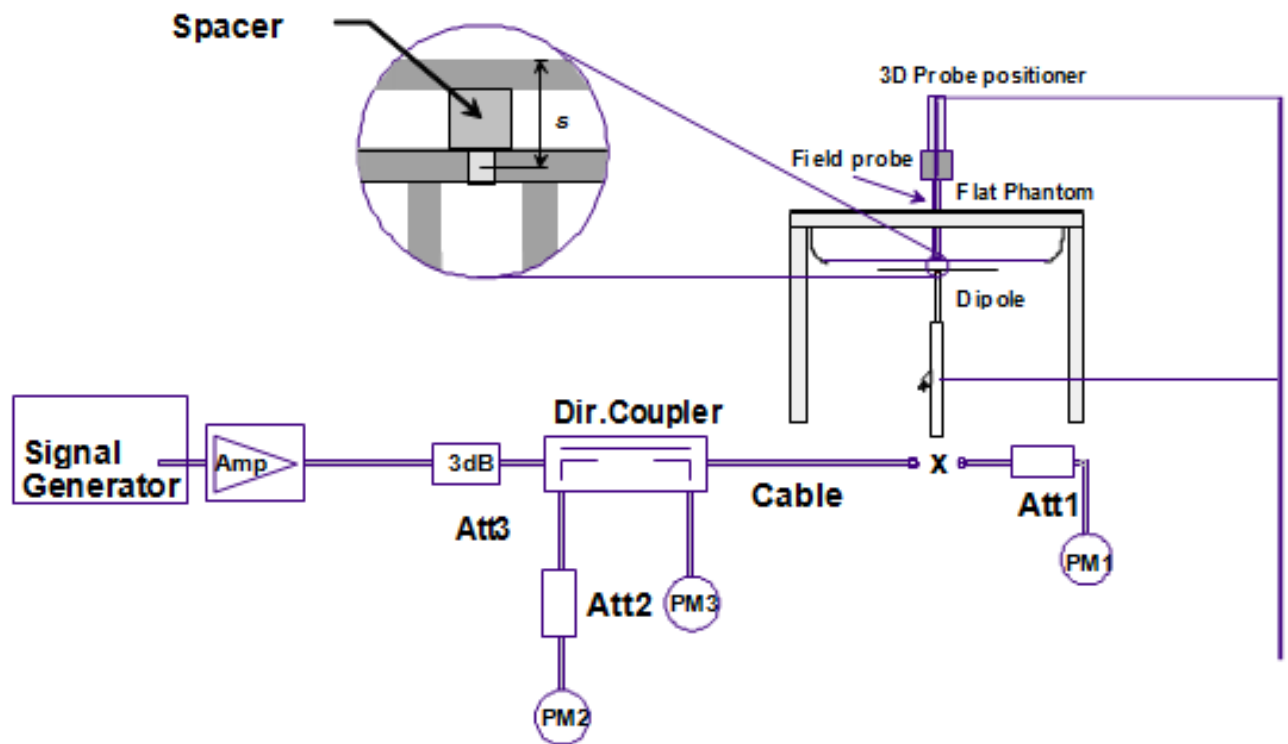 Spacer
s
3D Probe positioner
Field probe
Flat Phantom
Dipole
Signal
Generator
Amp
3dB
Dir.Coupler
Att3
Cable
x
Att1
PM1
Att2
PM3
PM2